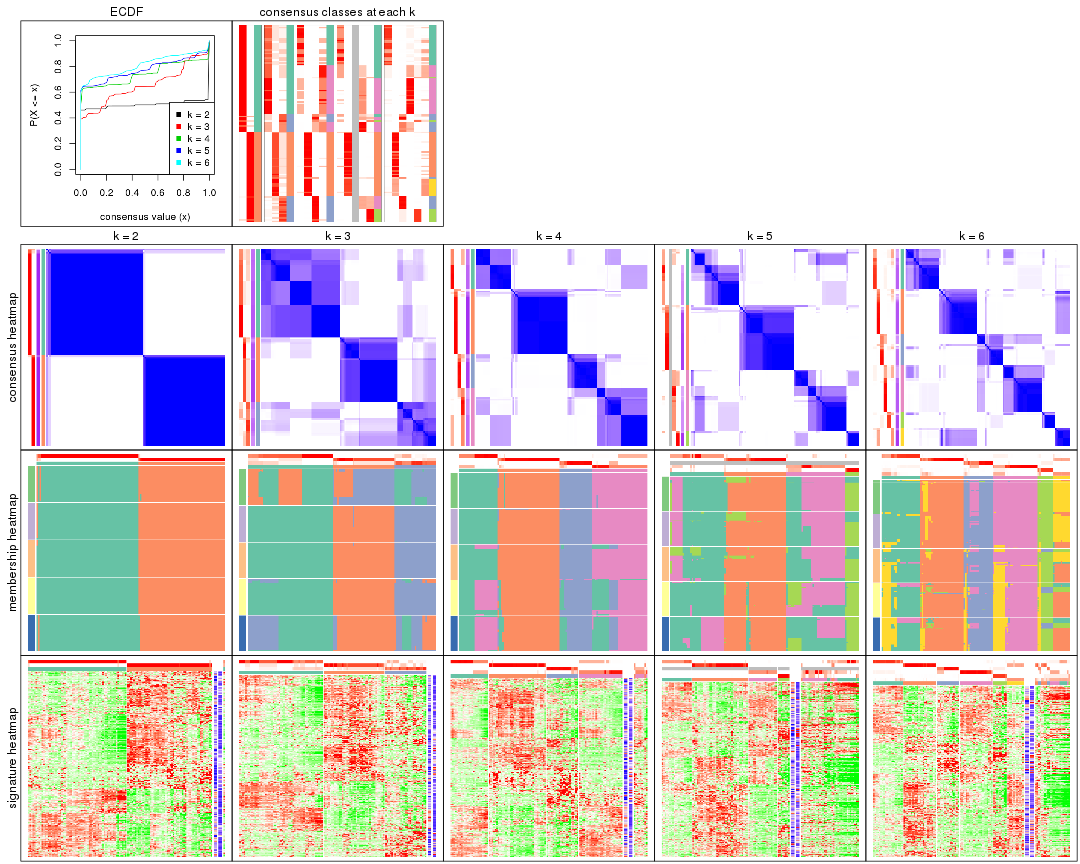 ECDF
consensus classes at each k
P(X <= x)
0.0 0.2 0.4 0.6 0.8 1.0
k = 2
k = 3
k = 4
k = 5
k = 6
0.0 0.2 0.4 0.6 0.8 1.0
consensus value (x)
k = 2 k = 3 k = 4 k = 5 k = 6
consensus heatmap
membership heatmap
signature heatmap